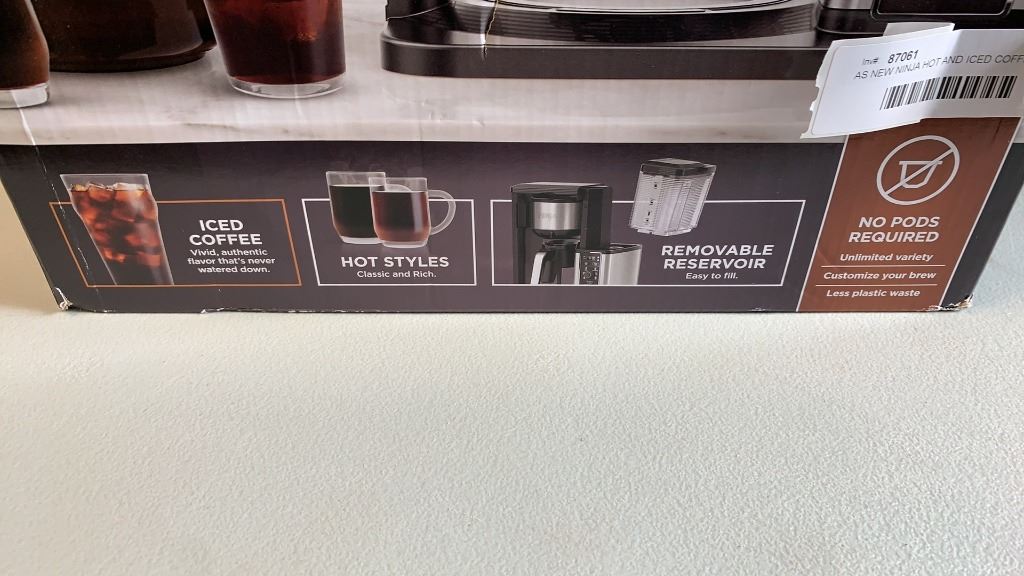 Inv#: 87061
AS NEW NINJA HOT AND ICED COFF
ICED
COFFEE
Vivid, authentic
flavor that's never
watered down.
HOT STYLES
Classic and Rich.
REMOVABLE
RESERVOIR
Easy to fill.
NO PODS
REQUIRED
Unlimited variety
Customize your brew
Less plastic waste